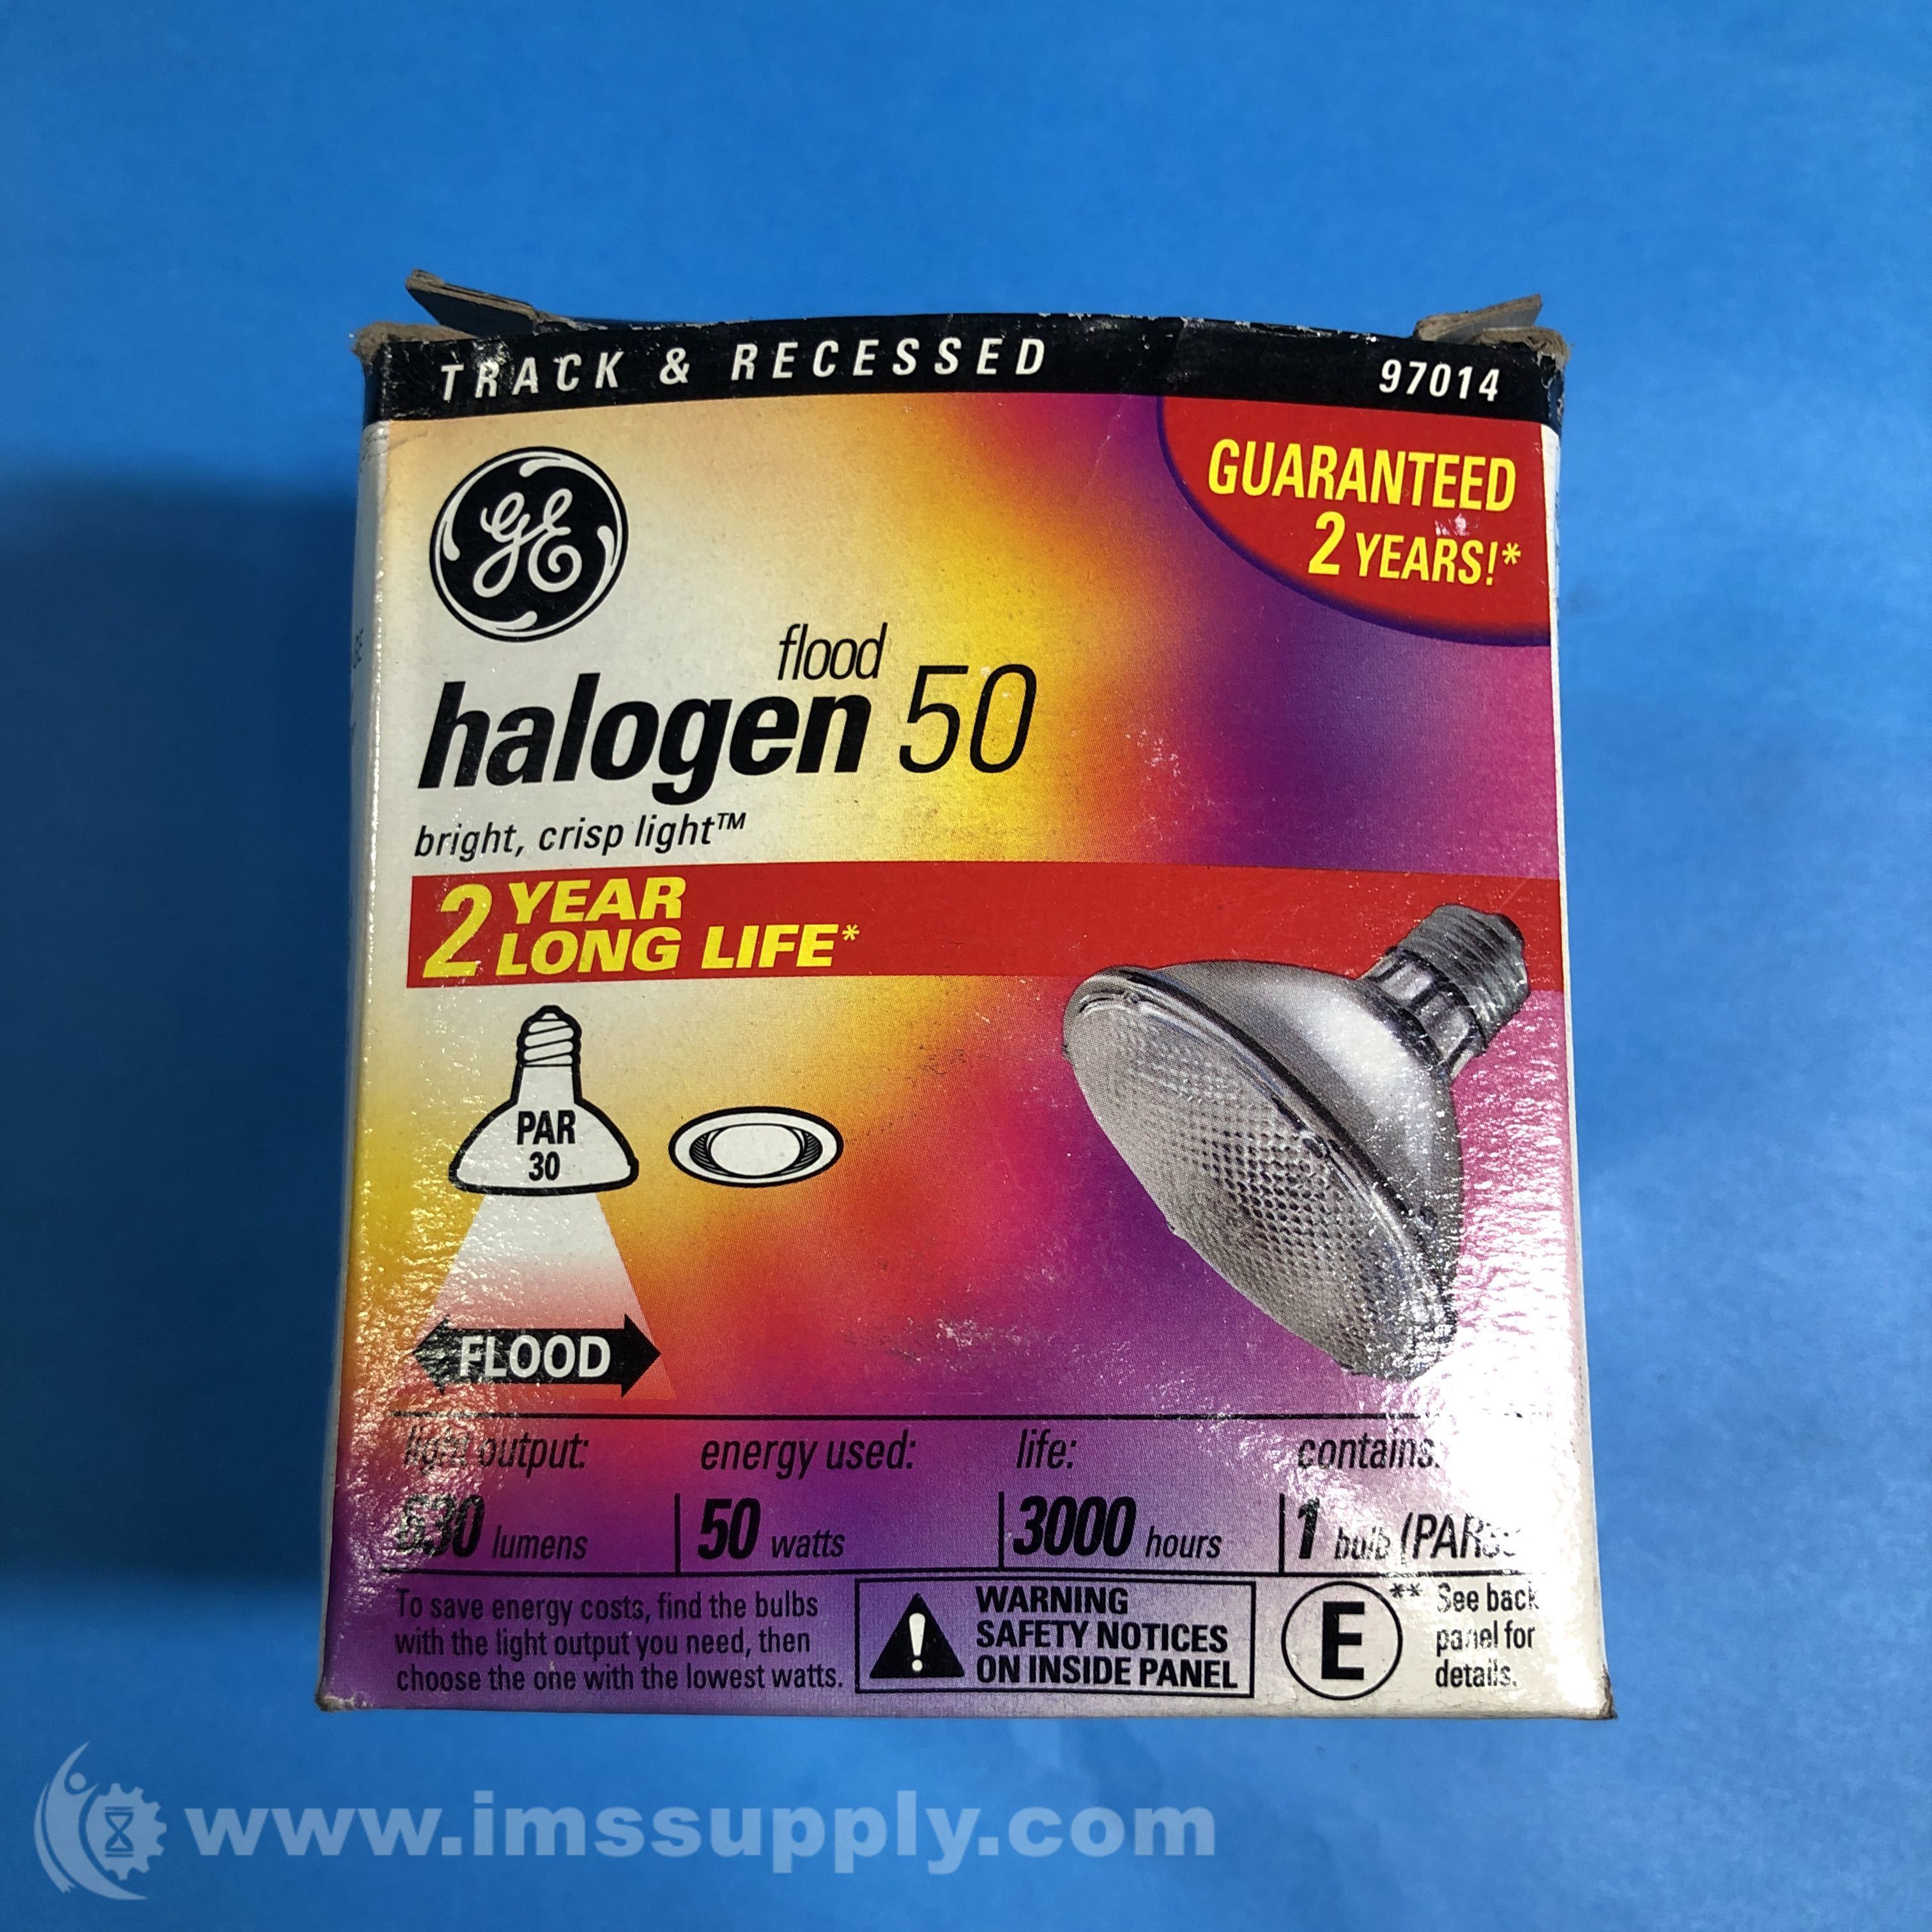 TRACK & RECESSED 97014
GUARANTEED
2 YEARS!*
GE
flood
halogen 50
bright, crisp light™
2 YEAR
LONG LIFE*
PAR
30
FLOOD
light output: energy used: life: contains:
lumens 50 watts 3000 hours 1 bulb
To save energy costs, find the bulbs
with the light output you need, then
choose the one with the lowest watts.
WARNING
SAFETY NOTICES
ON INSIDE PANEL
E
** See back
panel for
details.
www.imssupply.com